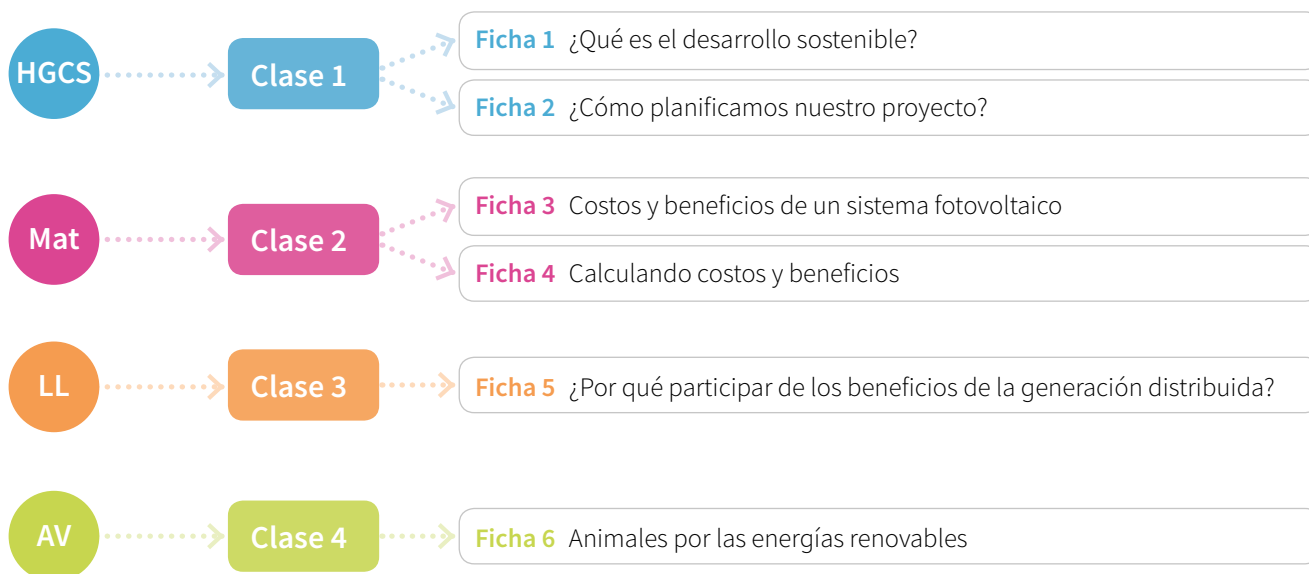 HGCS
Clase 1
Ficha 1 ¿Qué es el desarrollo sostenible?
Ficha 2 ¿Cómo planificamos nuestro proyecto?
Mat
Clase 2
Ficha 3 Costos y beneficios de un sistema fotovoltaico
Ficha 4 Calculando costos y beneficios
LL
Clase 3
Ficha 5 ¿Por qué participar de los beneficios de la generación distribuida?
AV
Clase 4
Ficha 6 Animales por las energías renovables